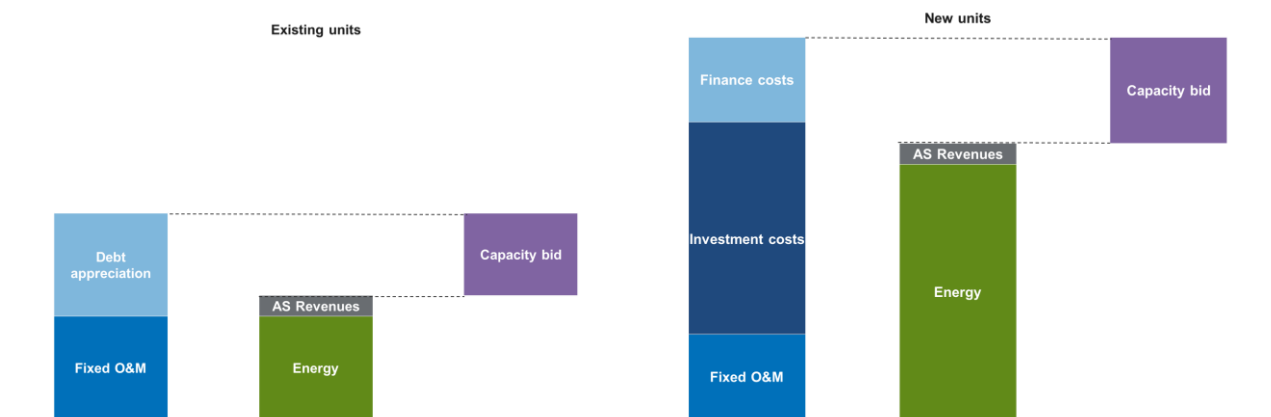 Existing units
Debt
appreciation
Capacity bid
AS Revenues
Fixed O&M
Energy
New units
Finance costs
Capacity bid
AS Revenues
Investment costs
Energy
Fixed O&M